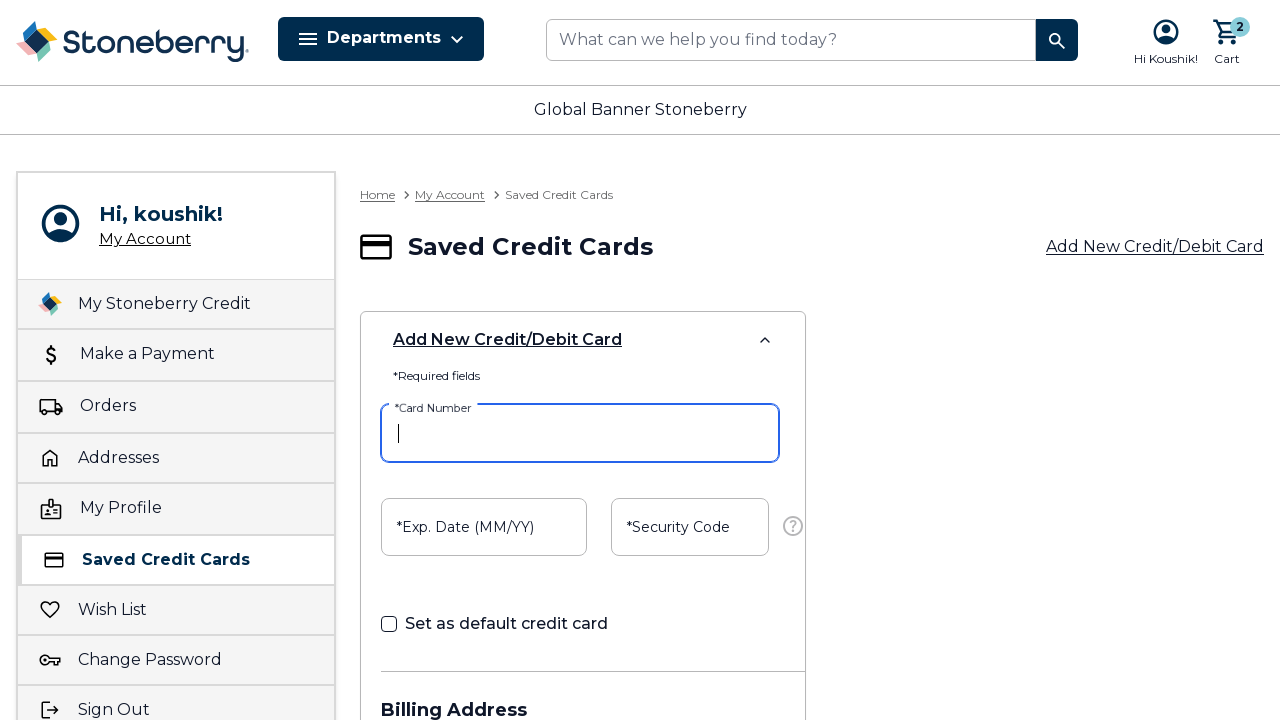 Stoneberry
Departments
What can we help you find today?
Hi Koushik!
2
Cart
Global Banner Stoneberry
Hi, koushik!
My Account
My Stoneberry Credit
Make a Payment
Orders
Addresses
My Profile
Saved Credit Cards
Wish List
Change Password
Sign Out
Home
My Account
Saved Credit Cards
Saved Credit Cards
Add New Credit/Debit Card
Add New Credit/Debit Card
*Required fields
*Card Number
*Exp. Date (MM/YY)
*Security Code
Set as default credit card
Billing Address